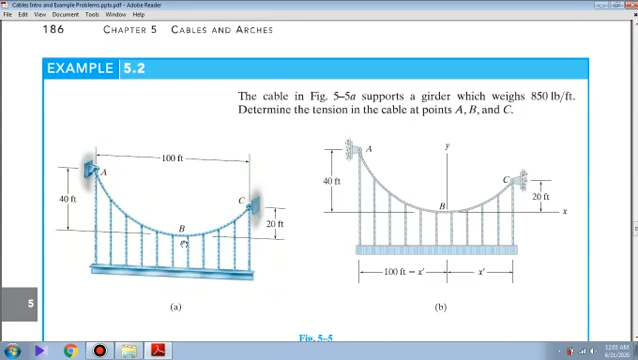 Cables Intro and Example Problems.pptx.pdf - Adobe Reader
File Edit View Document Tools Window Help
186 CHAPTER 5 CABLES AND ARCHES
EXAMPLE 5.2
The cable in Fig. 5–5a supports a girder which weighs 850 lb/ft.
Determine the tension in the cable at points A, B, and C.
100 ft
A
40 ft
C
B
20 ft
(a)
A
y
40 ft
C
B
20 ft
x
100 ft – x'
x'
(b)
5
Fig. 5–5
12:01 AM